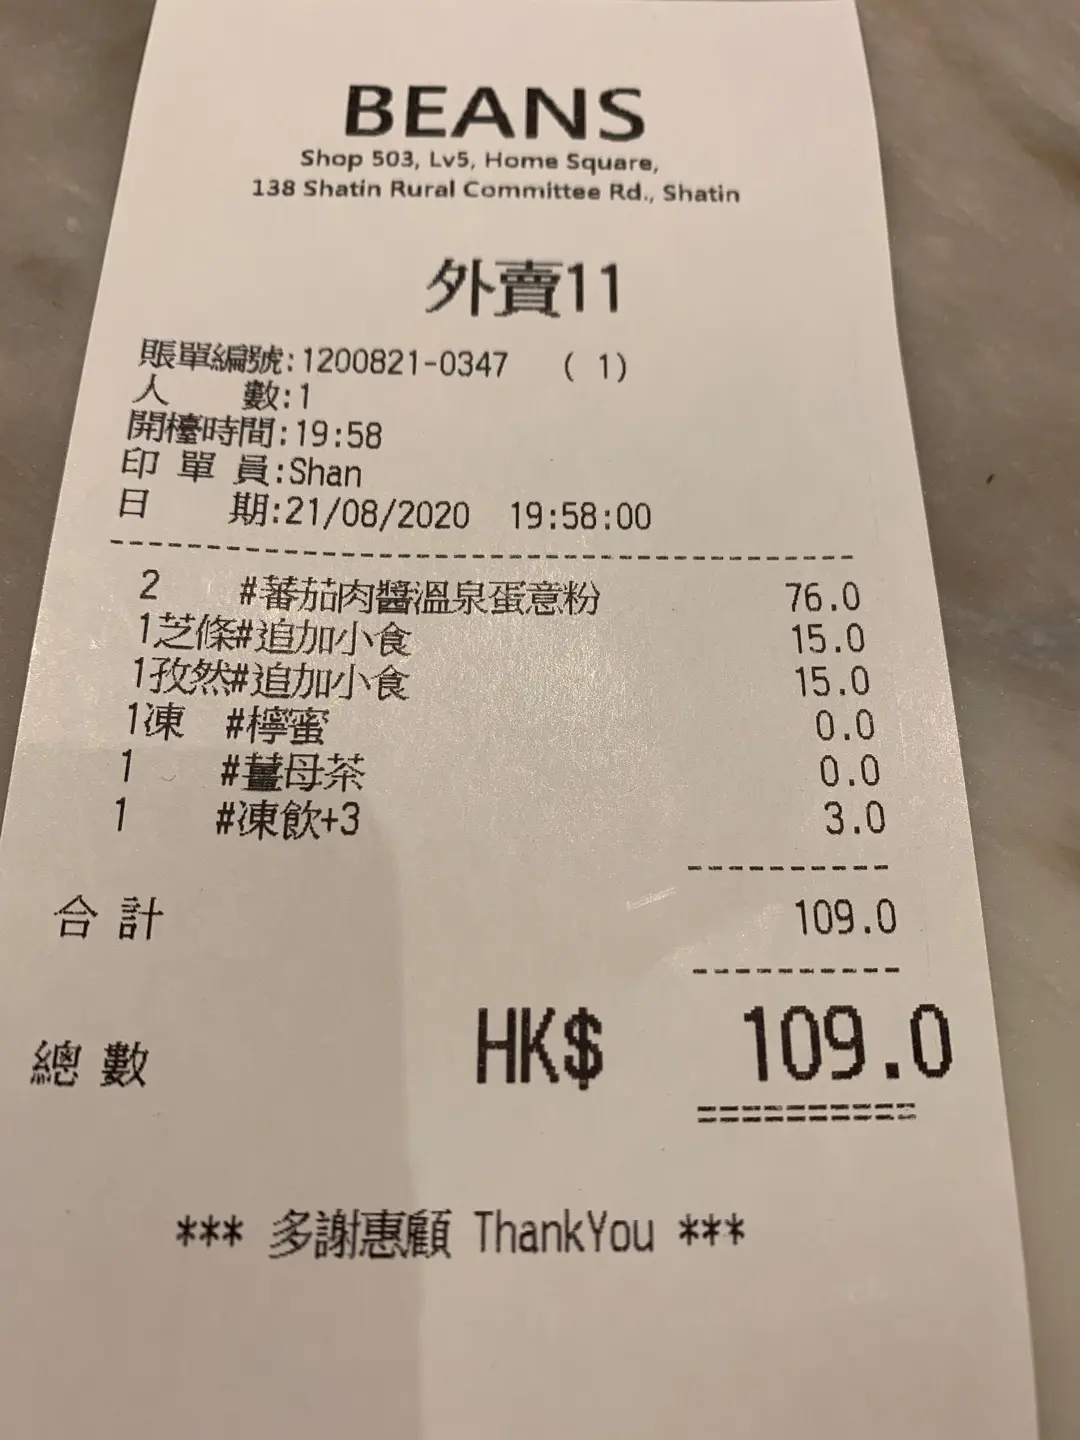 BEANS
Shop 503, Lv5, Home Square,
138 Shatin Rural Committee Rd., Shatin
外賣11
賬單編號:1200821-0347 ( 1)
人 數:1
開檯時間:19:58
印 單 員:Shan
日 期:21/08/2020 19:58:00
2 #蕃茄肉醬溫泉蛋意粉 76.0
1芝條#追加小食 15.0
1孜然#追加小食 15.0
1凍 #檸蜜 0.0
1 #薑母茶 0.0
1 #凍飲+3 3.0
合 計 109.0
總 數 HK$ 109.0
==========
*** 多謝惠顧 ThankYou ***